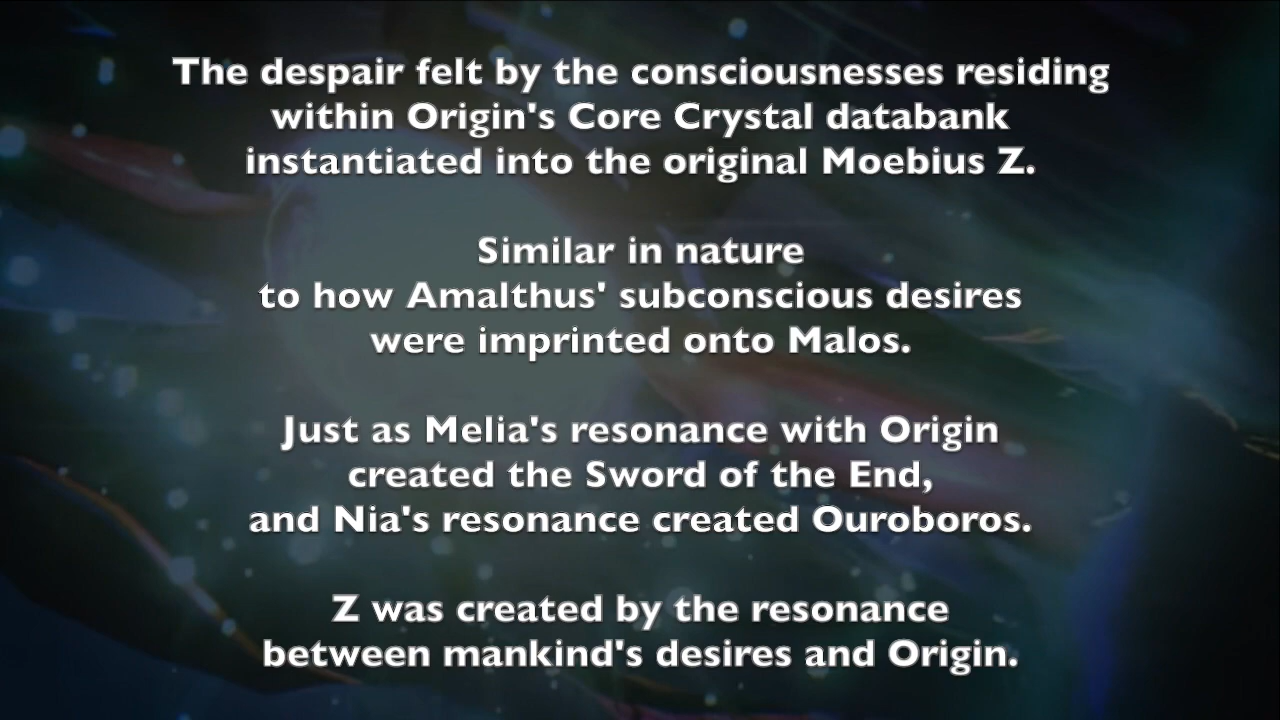 The despair felt by the consciousnesses residing
within Origin's Core Crystal databank
instantiated into the original Moebius Z.
Similar in nature
to how Amalthus' subconscious desires
were imprinted onto Malos.
Just as Melia's resonance with Origin
created the Sword of the End,
and Nia's resonance created Ouroboros.
Z was created by the resonance
between mankind's desires and Origin.